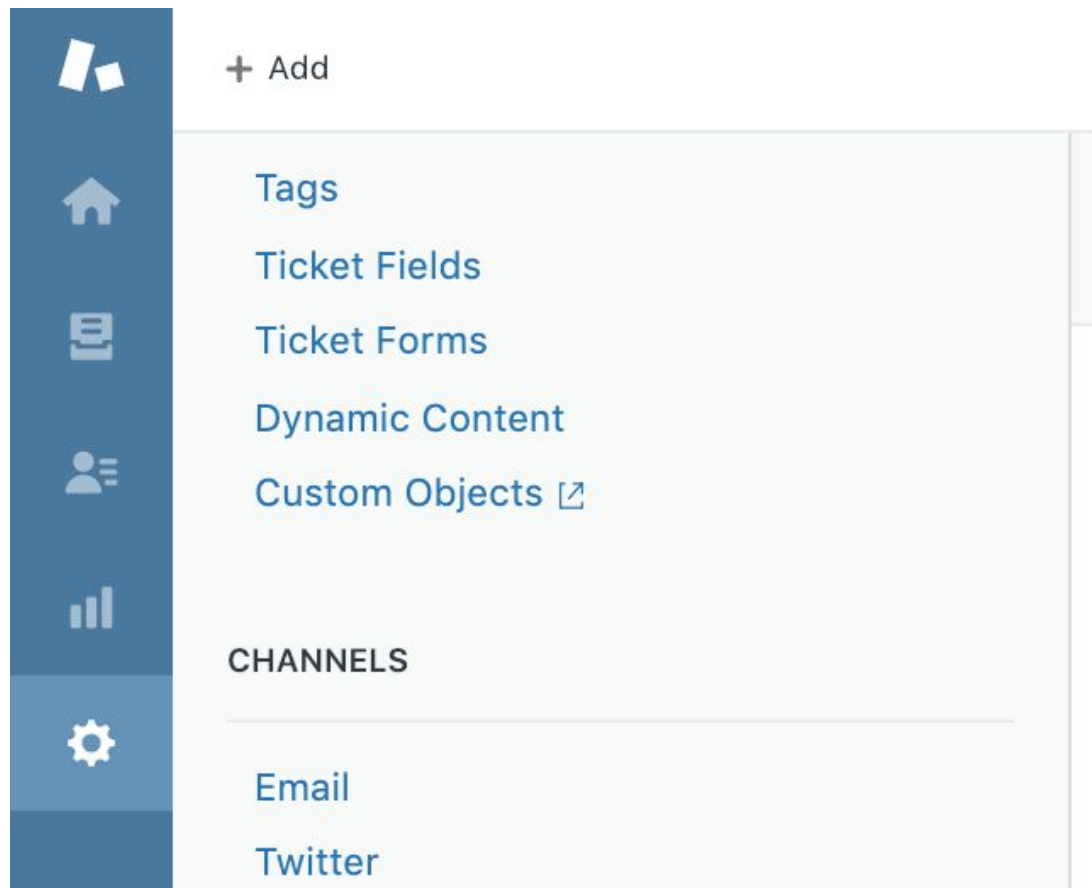 + Add
Tags
Ticket Fields
Ticket Forms
Dynamic Content
Custom Objects
CHANNELS
Email
Twitter